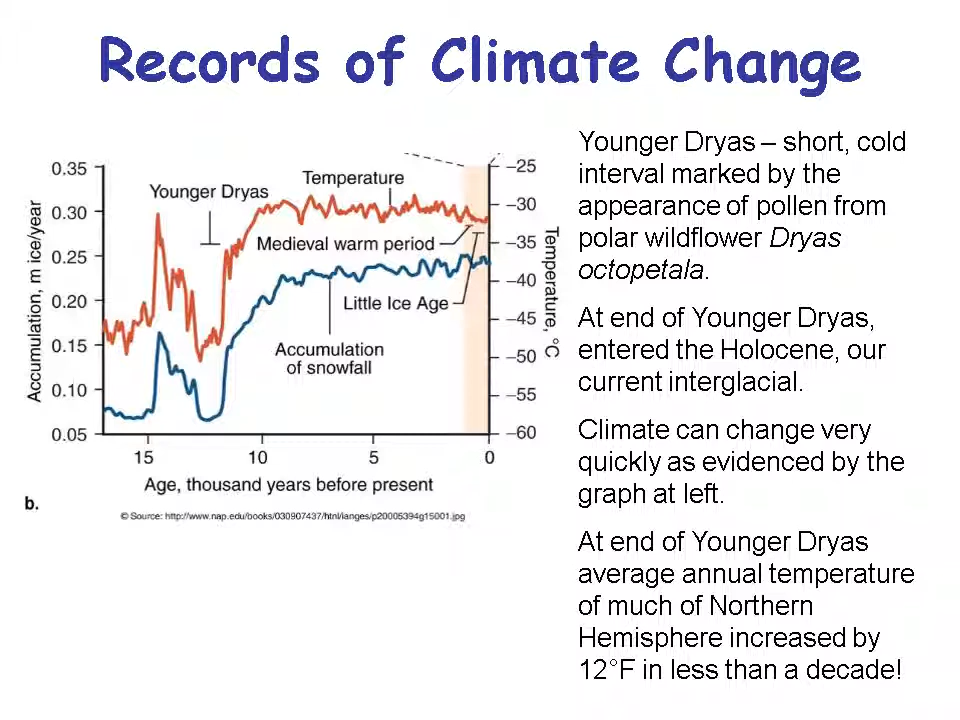 Records of Climate Change
0.35
0.30
0.25
0.20
0.15
0.10
0.05
Accumulation, m ice/year
Younger Dryas
Temperature
Medieval warm period
Little Ice Age
Accumulation
of snowfall
−25
−30
−35
−40
−45
−50
−55
−60
Temperature, °C
15
10
5
0
Age, thousand years before present
b.
© Source: http://www.nap.edu/books/030907437/html/ianges/p20005394g15001.jpg
Younger Dryas – short, cold
interval marked by the
appearance of pollen from
polar wildflower Dryas
octopetala.
At end of Younger Dryas,
entered the Holocene, our
current interglacial.
Climate can change very
quickly as evidenced by the
graph at left.
At end of Younger Dryas
average annual temperature
of much of Northern
Hemisphere increased by
12°F in less than a decade!